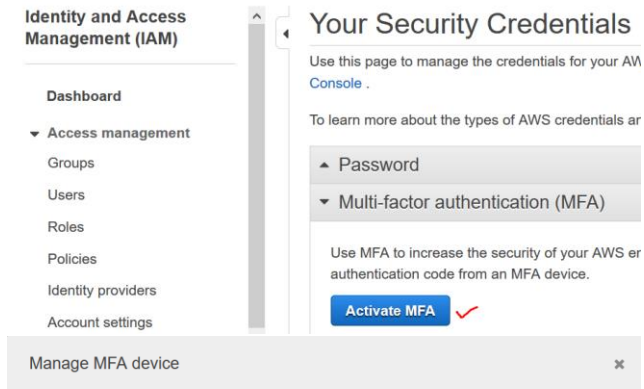 Identity and Access
Management (IAM)
Dashboard
Access management
Groups
Users
Roles
Policies
Identity providers
Account settings
Your Security Credentials
Use this page to manage the credentials for your AW
Console .
To learn more about the types of AWS credentials an
Password
Multi-factor authentication (MFA)
Use MFA to increase the security of your AWS en
authentication code from an MFA device.
Activate MFA
Manage MFA device